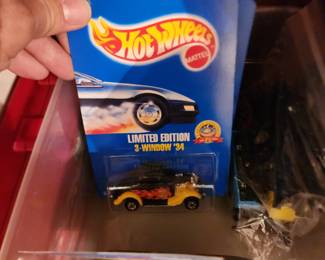 Hot Wheels
MATTEL
LIMITED EDITION
3-WINDOW '34